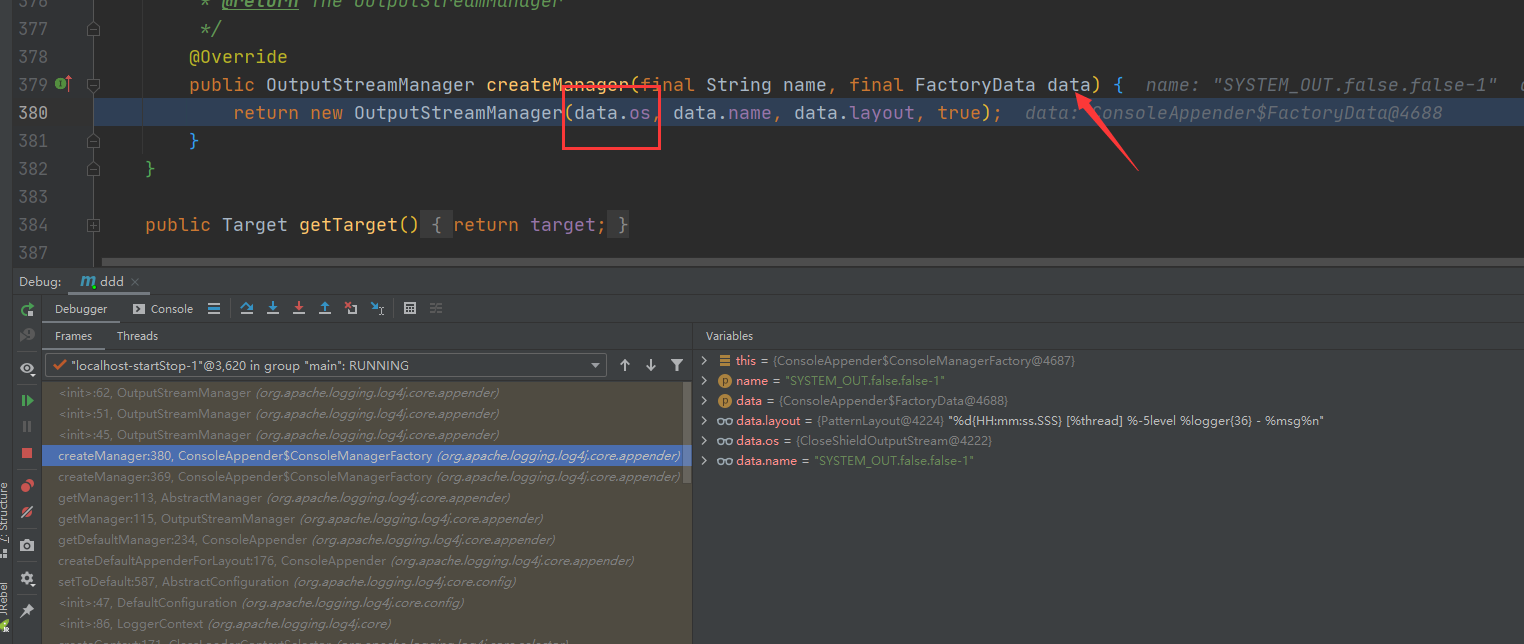 376 * @return The OutputStreamManager
377 */
378 @Override
379 public OutputStreamManager createManager(final String name, final FactoryData data) { name: "SYSTEM_OUT.false.false-1"
380 return new OutputStreamManager(data.os, data.name, data.layout, true); data: ConsoleAppender$FactoryData@4688
381 }
382 }
383
384 public Target getTarget() { return target; }
387
Debug: ddd
Debugger Console
Frames Threads
"localhost-startStop-1"@3,620 in group "main": RUNNING
<init>:62, OutputStreamManager (org.apache.logging.log4j.core.appender)
<init>:51, OutputStreamManager (org.apache.logging.log4j.core.appender)
<init>:45, OutputStreamManager (org.apache.logging.log4j.core.appender)
createManager:380, ConsoleAppender$ConsoleManagerFactory (org.apache.logging.log4j.core.appender)
createManager:369, ConsoleAppender$ConsoleManagerFactory (org.apache.logging.log4j.core.appender)
getManager:113, AbstractManager (org.apache.logging.log4j.core.appender)
getManager:115, OutputStreamManager (org.apache.logging.log4j.core.appender)
getDefaultManager:234, ConsoleAppender (org.apache.logging.log4j.core.appender)
createDefaultAppenderForLayout:176, ConsoleAppender (org.apache.logging.log4j.core.appender)
setToDefault:587, AbstractConfiguration (org.apache.logging.log4j.core.config)
<init>:47, DefaultConfiguration (org.apache.logging.log4j.core.config)
<init>:86, LoggerContext (org.apache.logging.log4j.core)
createContext:171, ClassLoaderContextSelector (org.apache.logging.log4j.core.selector)
Variables
this = {ConsoleAppender$ConsoleManagerFactory@4687}
name = "SYSTEM_OUT.false.false-1"
data = {ConsoleAppender$FactoryData@4688}
data.layout = {PatternLayout@4224} "%d{HH:mm:ss.SSS} [%thread] %-5level %logger{36} - %msg%n"
data.os = {CloseShieldOutputStream@4222}
data.name = "SYSTEM_OUT.false.false-1"
7: Structure
JRebel